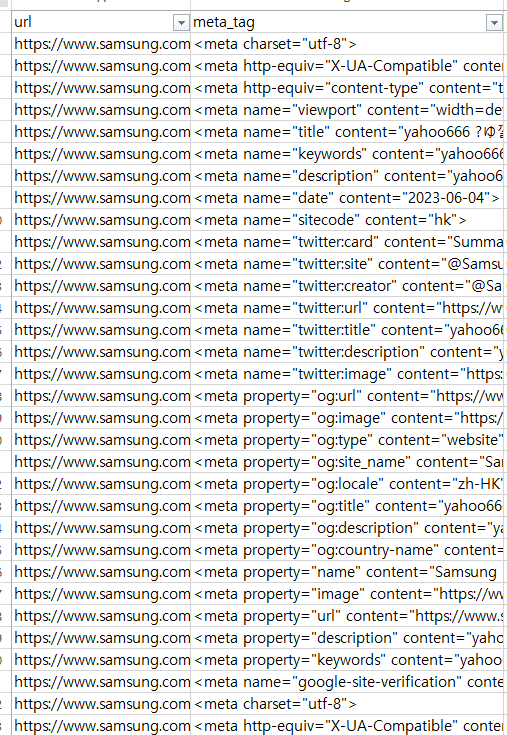 url meta_tag
https://www.samsung.com <meta charset="utf-8">
https://www.samsung.com <meta http-equiv="X-UA-Compatible" conten
https://www.samsung.com <meta http-equiv="content-type" content="t
https://www.samsung.com <meta name="viewport" content="width=de
https://www.samsung.com <meta name="title" content="yahoo666 ?ゆ
https://www.samsung.com <meta name="keywords" content="yahoo666
https://www.samsung.com <meta name="description" content="yahoo6
https://www.samsung.com <meta name="date" content="2023-06-04">
https://www.samsung.com <meta name="sitecode" content="hk">
https://www.samsung.com <meta name="twitter:card" content="Summa
https://www.samsung.com <meta name="twitter:site" content="@Samsu
https://www.samsung.com <meta name="twitter:creator" content="@Sa
https://www.samsung.com <meta name="twitter:url" content="https://w
https://www.samsung.com <meta name="twitter:title" content="yahoo66
https://www.samsung.com <meta name="twitter:description" content="y
https://www.samsung.com <meta name="twitter:image" content="https:
https://www.samsung.com <meta property="og:url" content="https://ww
https://www.samsung.com <meta property="og:image" content="https:/
https://www.samsung.com <meta property="og:type" content="website"
https://www.samsung.com <meta property="og:site_name" content="Sa
https://www.samsung.com <meta property="og:locale" content="zh-HK"
https://www.samsung.com <meta property="og:title" content="yahoo66
https://www.samsung.com <meta property="og:description" content="ya
https://www.samsung.com <meta property="og:country-name" content=
https://www.samsung.com <meta property="name" content="Samsung
https://www.samsung.com <meta property="image" content="https://ww
https://www.samsung.com <meta property="url" content="https://www.s
https://www.samsung.com <meta property="description" content="yaho
https://www.samsung.com <meta property="keywords" content="yahoo
https://www.samsung.com <meta name="google-site-verification" conte
https://www.samsung.com <meta charset="utf-8">
https://www.samsung.com <meta http-equiv="X-UA-Compatible" conten